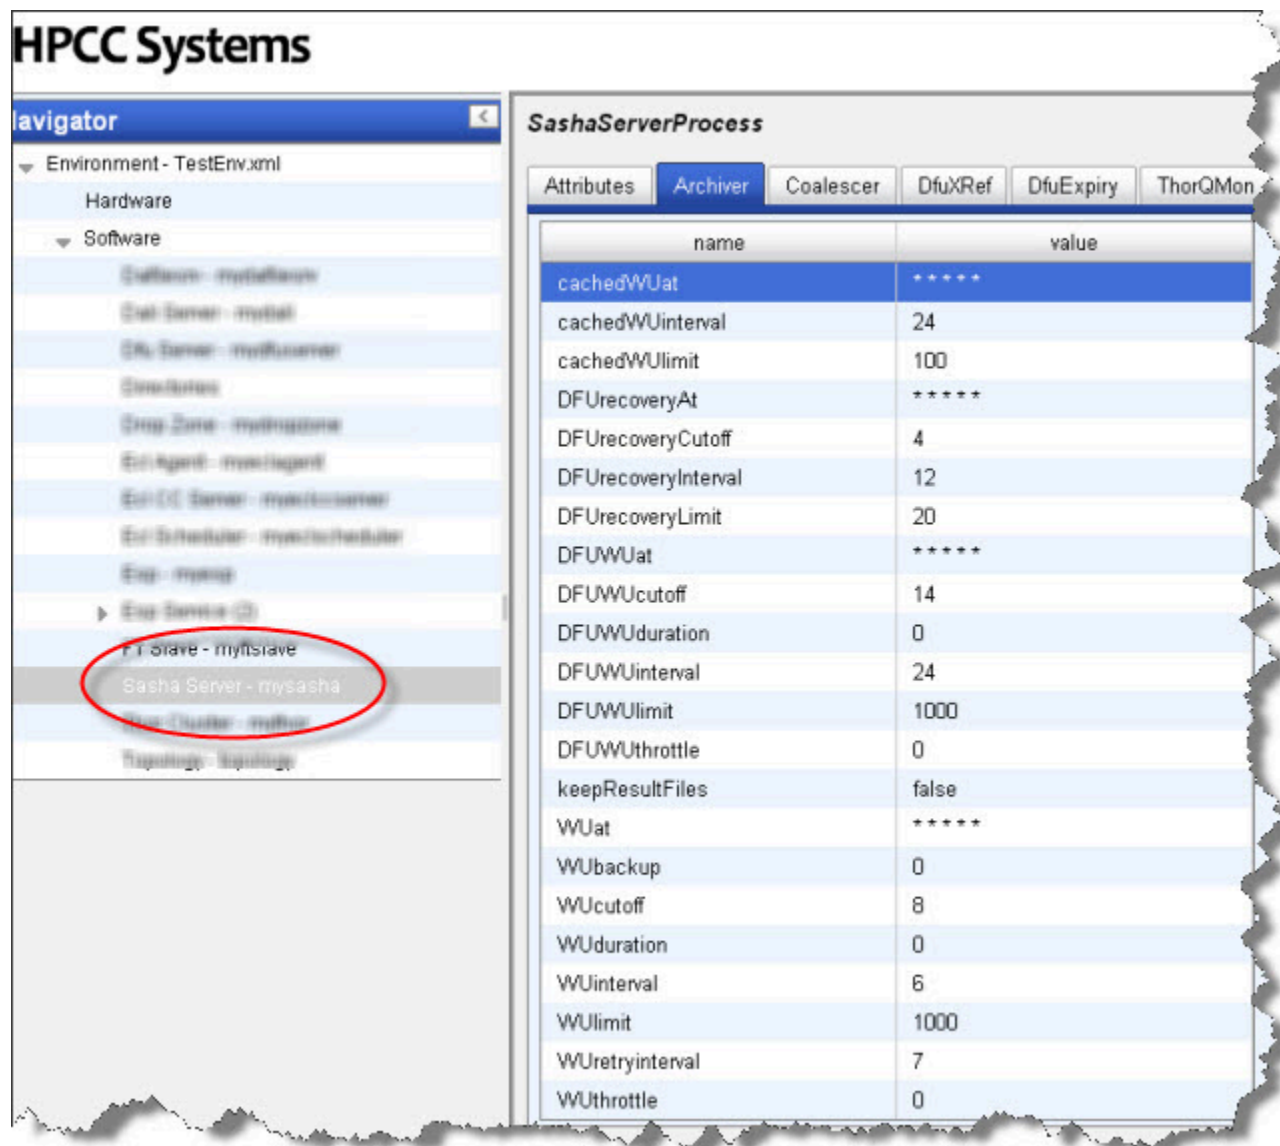 HPCC Systems
avigator
Environment - TestEnv.xml
Hardware
Software
FT Slave - myftslave
Sasha Server - mysasha
SashaServerProcess
Attributes Archiver Coalescer DfuXRef DfuExpiry ThorQMon
name value
cachedWUat * * * * *
cachedWUinterval 24
cachedWUlimit 100
DFUrecoveryAt * * * * *
DFUrecoveryCutoff 4
DFUrecoveryInterval 12
DFUrecoveryLimit 20
DFUWUat * * * * *
DFUWUcutoff 14
DFUWUduration 0
DFUWUinterval 24
DFUWUlimit 1000
DFUWUthrottle 0
keepResultFiles false
WUat * * * * *
WUbackup 0
WUcutoff 8
WUduration 0
WUinterval 6
WUlimit 1000
WUretryinterval 7
WUthrottle 0